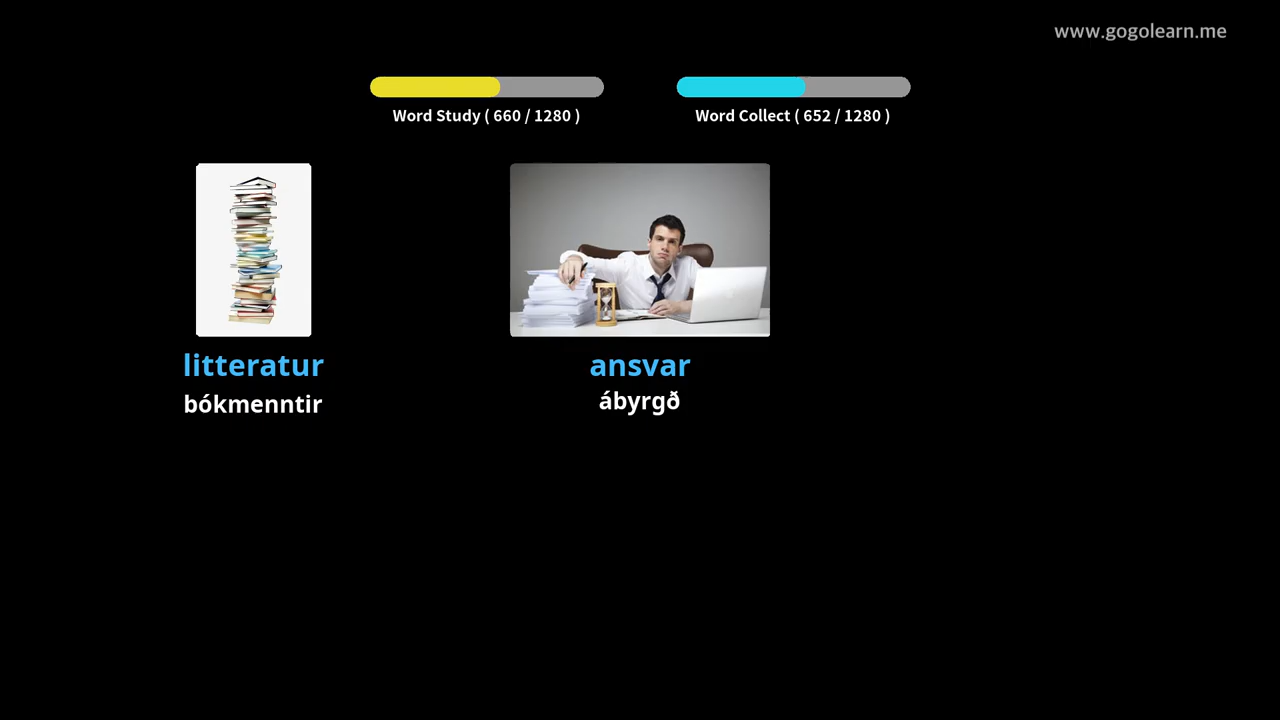 www.gogolearn.me
Word Study ( 660 / 1280 )
Word Collect ( 652 / 1280 )
litteratur
bókmenntir
ansvar
ábyrgð